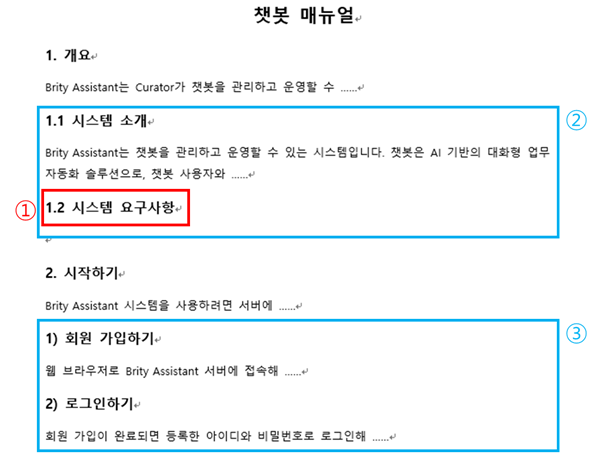 챗봇 매뉴얼↵
1. 개요↵
Brity Assistant는 Curator가 챗봇을 관리하고 운영할 수 ......↵
②
1.1 시스템 소개↵
Brity Assistant는 챗봇을 관리하고 운영할 수 있는 시스템입니다. 챗봇은 AI 기반의 대화형 업무
자동화 솔루션으로, 챗봇 사용자와 ......↵
① 1.2 시스템 요구사항↵
↵
2. 시작하기↵
Brity Assistant 시스템을 사용하려면 서버에 ......↵
③
1) 회원 가입하기↵
웹 브라우저로 Brity Assistant 서버에 접속해 ......↵
2) 로그인하기↵
회원 가입이 완료되면 등록한 아이디와 비밀번호로 로그인해 ......↵